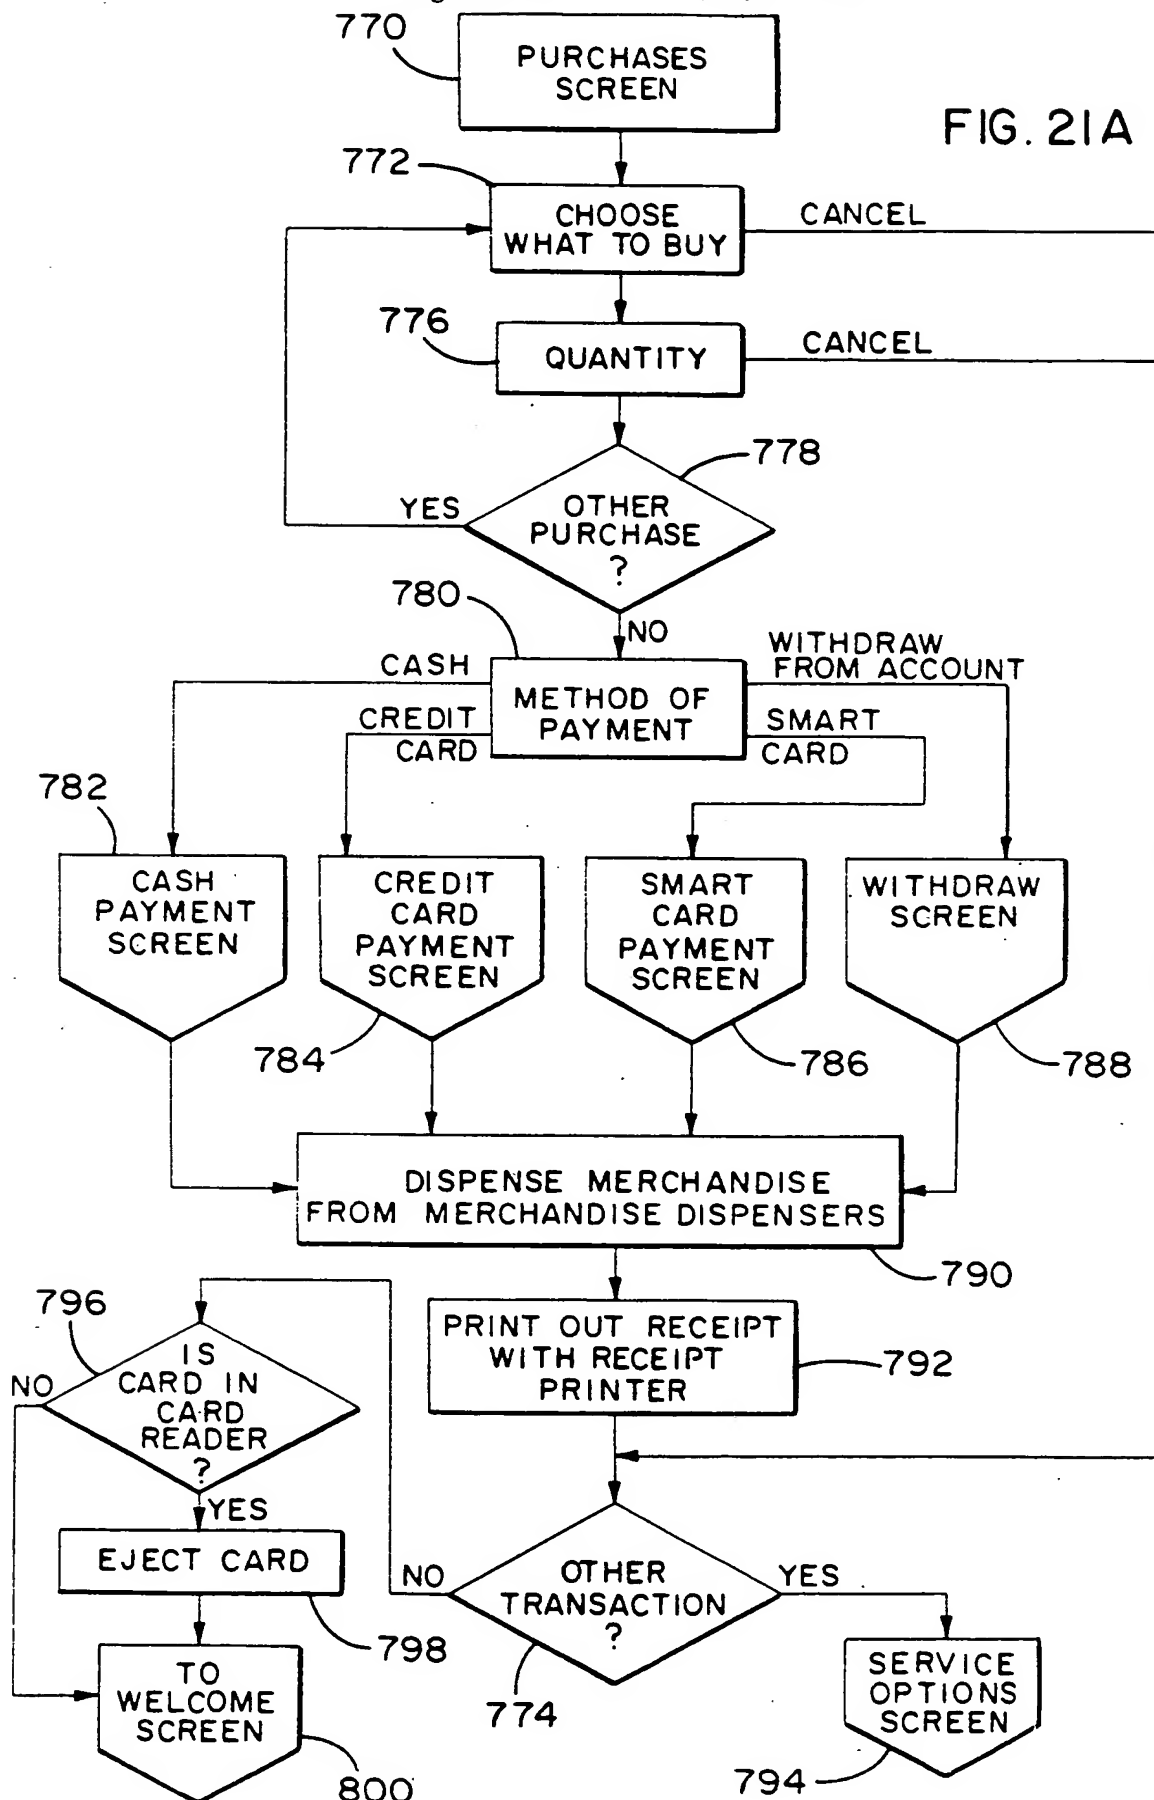 770
PURCHASES
SCREEN
FIG. 21A
772
CHOOSE
WHAT TO BUY
CANCEL
776
QUANTITY
CANCEL
778
YES
OTHER
PURCHASE
?
780
NO
CASH
METHOD OF
PAYMENT
WITHDRAW
FROM ACCOUNT
CREDIT
CARD
SMART
CARD
782
CASH
PAYMENT
SCREEN
CREDIT
CARD
PAYMENT
SCREEN
SMART
CARD
PAYMENT
SCREEN
WITHDRAW
SCREEN
784
786
788
DISPENSE MERCHANDISE
FROM MERCHANDISE DISPENSERS
790
796
PRINT OUT RECEIPT
WITH RECEIPT
PRINTER
792
NO
IS
CARD IN
CARD
READER
?
YES
EJECT CARD
798
NO
OTHER
TRANSACTION
?
YES
774
TO
WELCOME
SCREEN
800
SERVICE
OPTIONS
SCREEN
794